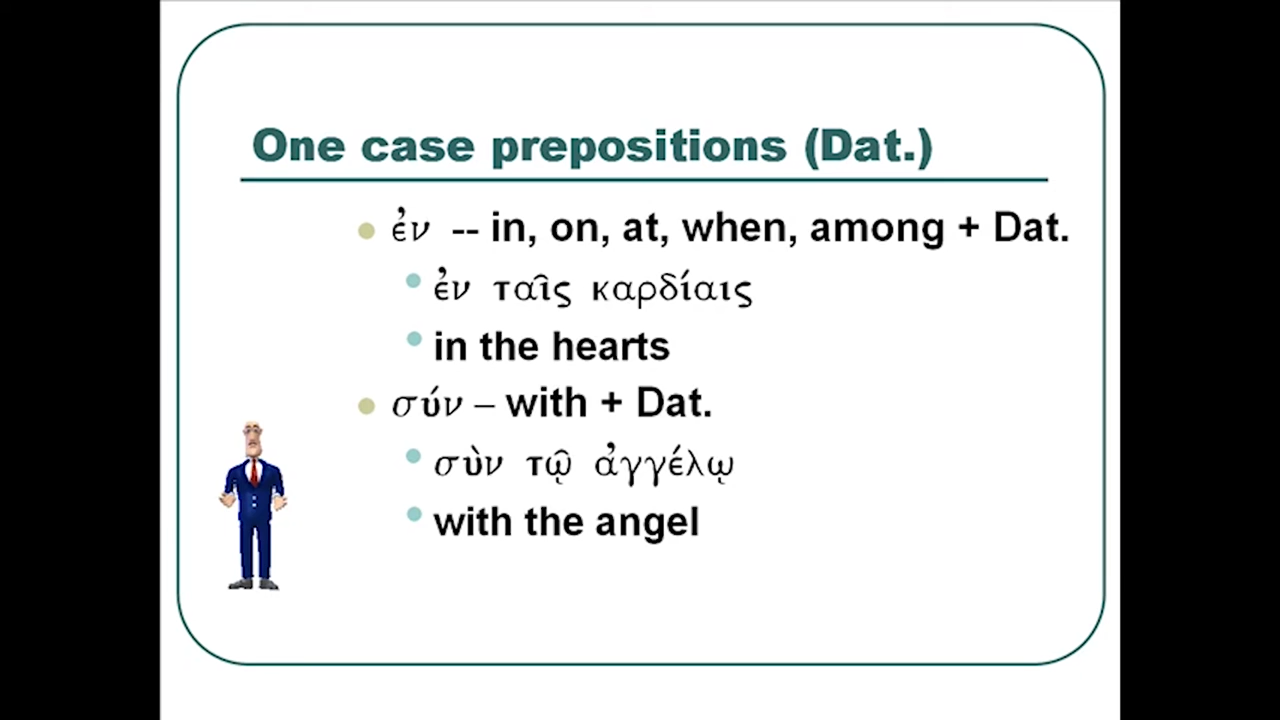 One case prepositions (Dat.)
ἐν -- in, on, at, when, among + Dat.
ἐν ταῖς καρδίαις
in the hearts
σύν – with + Dat.
σὺν τῷ ἀγγέλῳ
with the angel